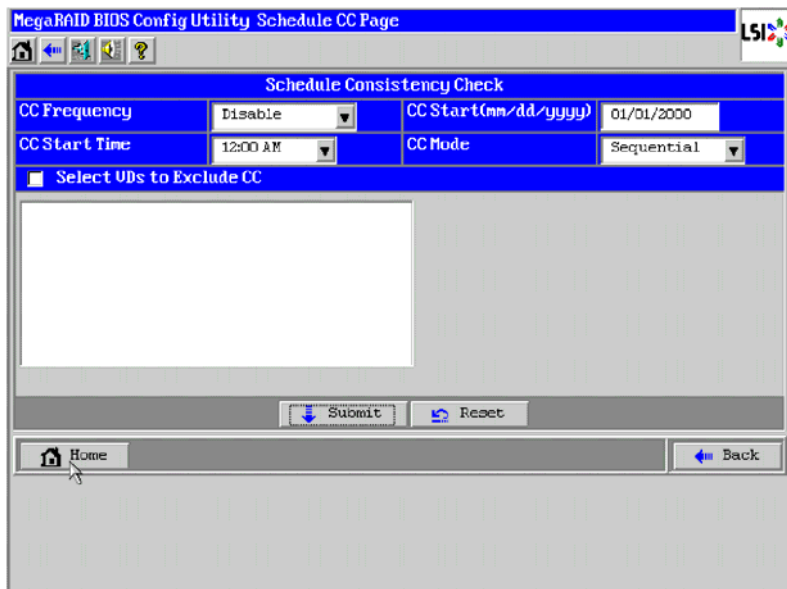 MegaRAID BIOS Config Utility Schedule CC Page
LSI
?
Schedule Consistency Check
CC Frequency Disable CC Start(mm/dd/yyyy) 01/01/2000
CC Start Time 12:00 AM CC Mode Sequential
Select VDs to Exclude CC
Submit Reset
Home Back